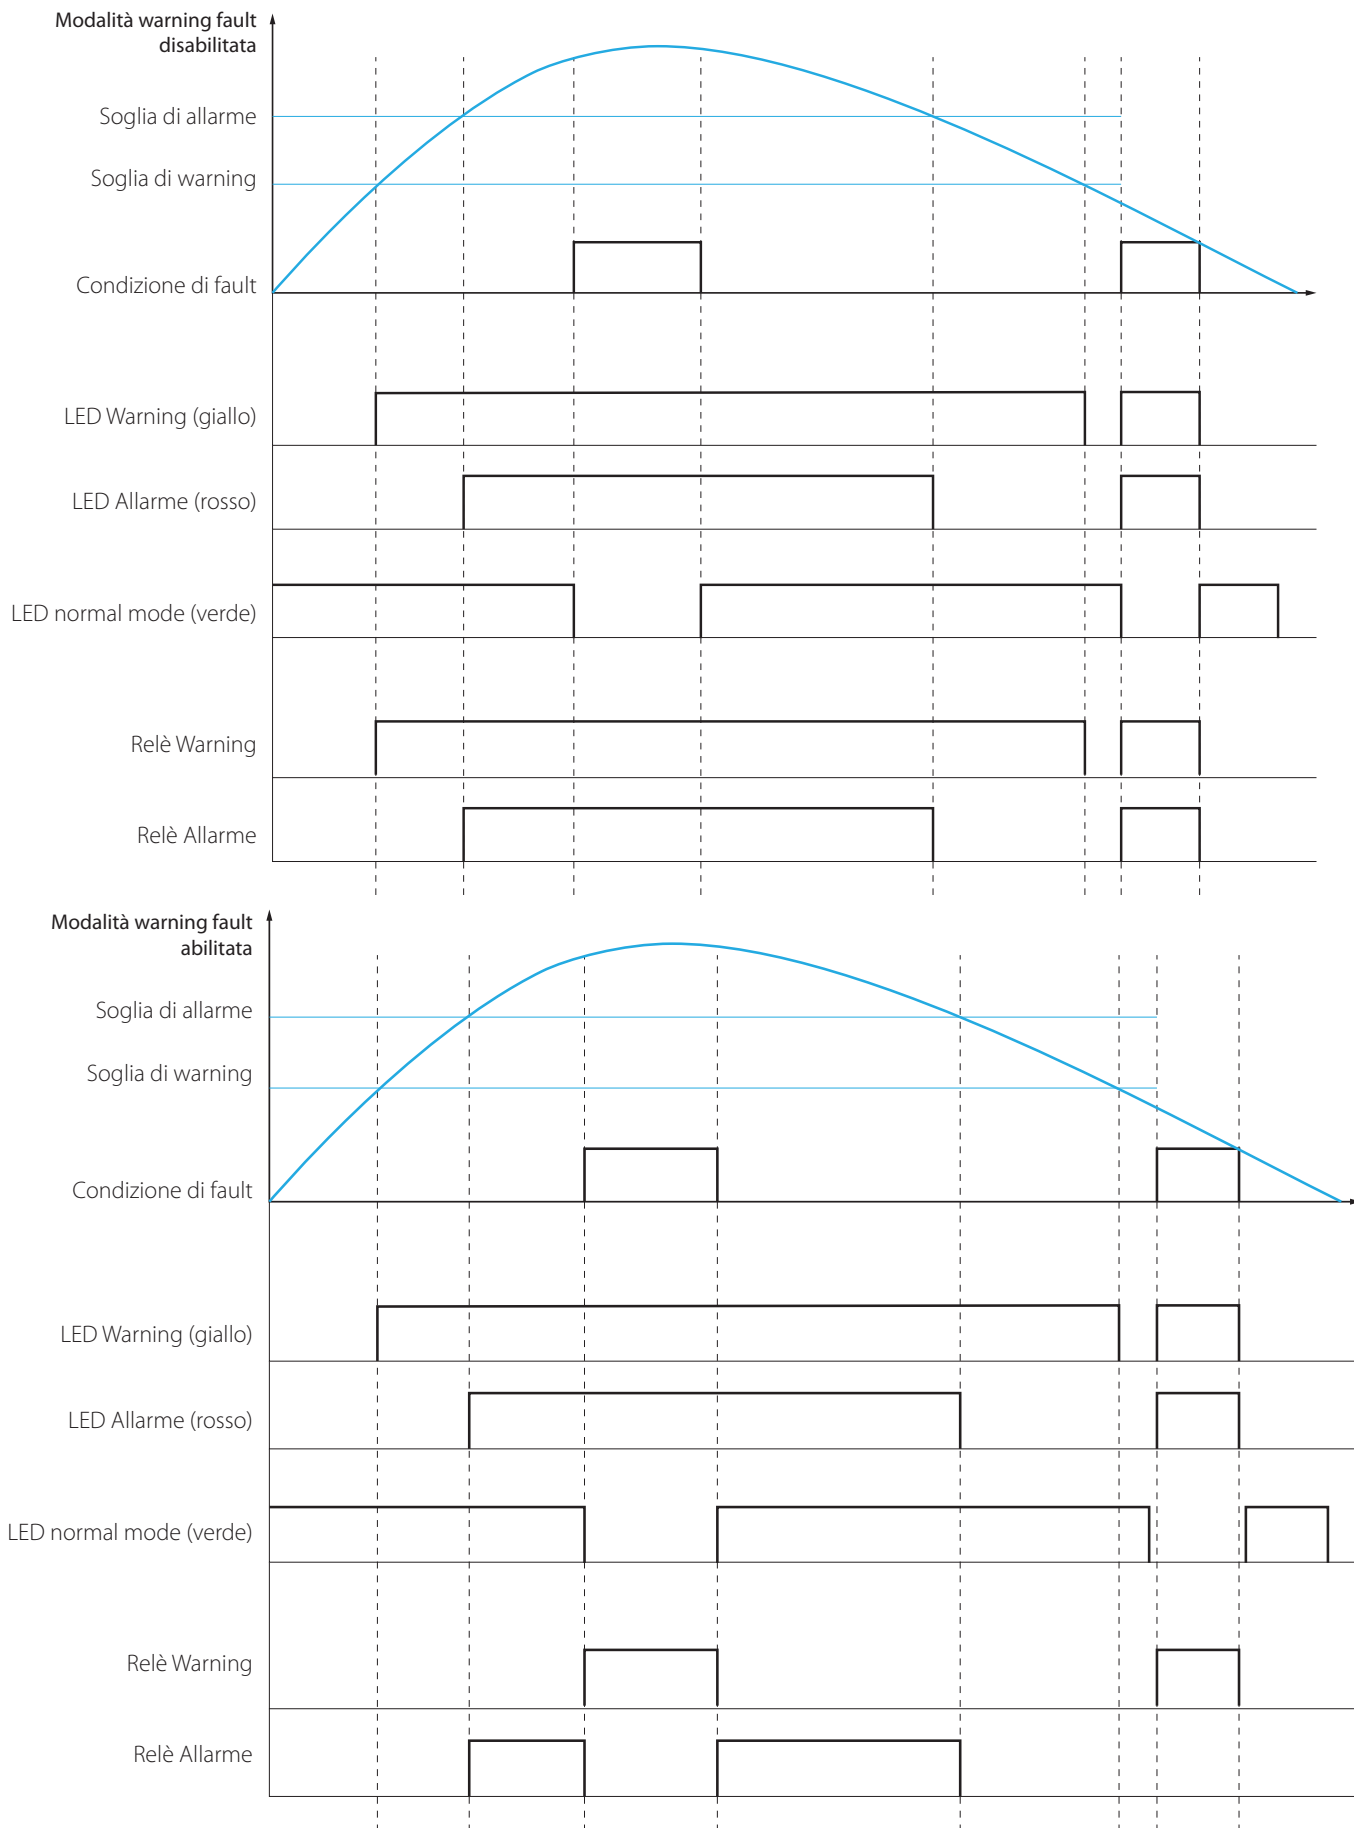 Modalità warning fault
disabilitata
Soglia di allarme
Soglia di warning
Condizione di fault
LED Warning (giallo)
LED Allarme (rosso)
LED normal mode (verde)
Relè Warning
Relè Allarme
Modalità warning fault
abilitata
Soglia di allarme
Soglia di warning
Condizione di fault
LED Warning (giallo)
LED Allarme (rosso)
LED normal mode (verde)
Relè Warning
Relè Allarme